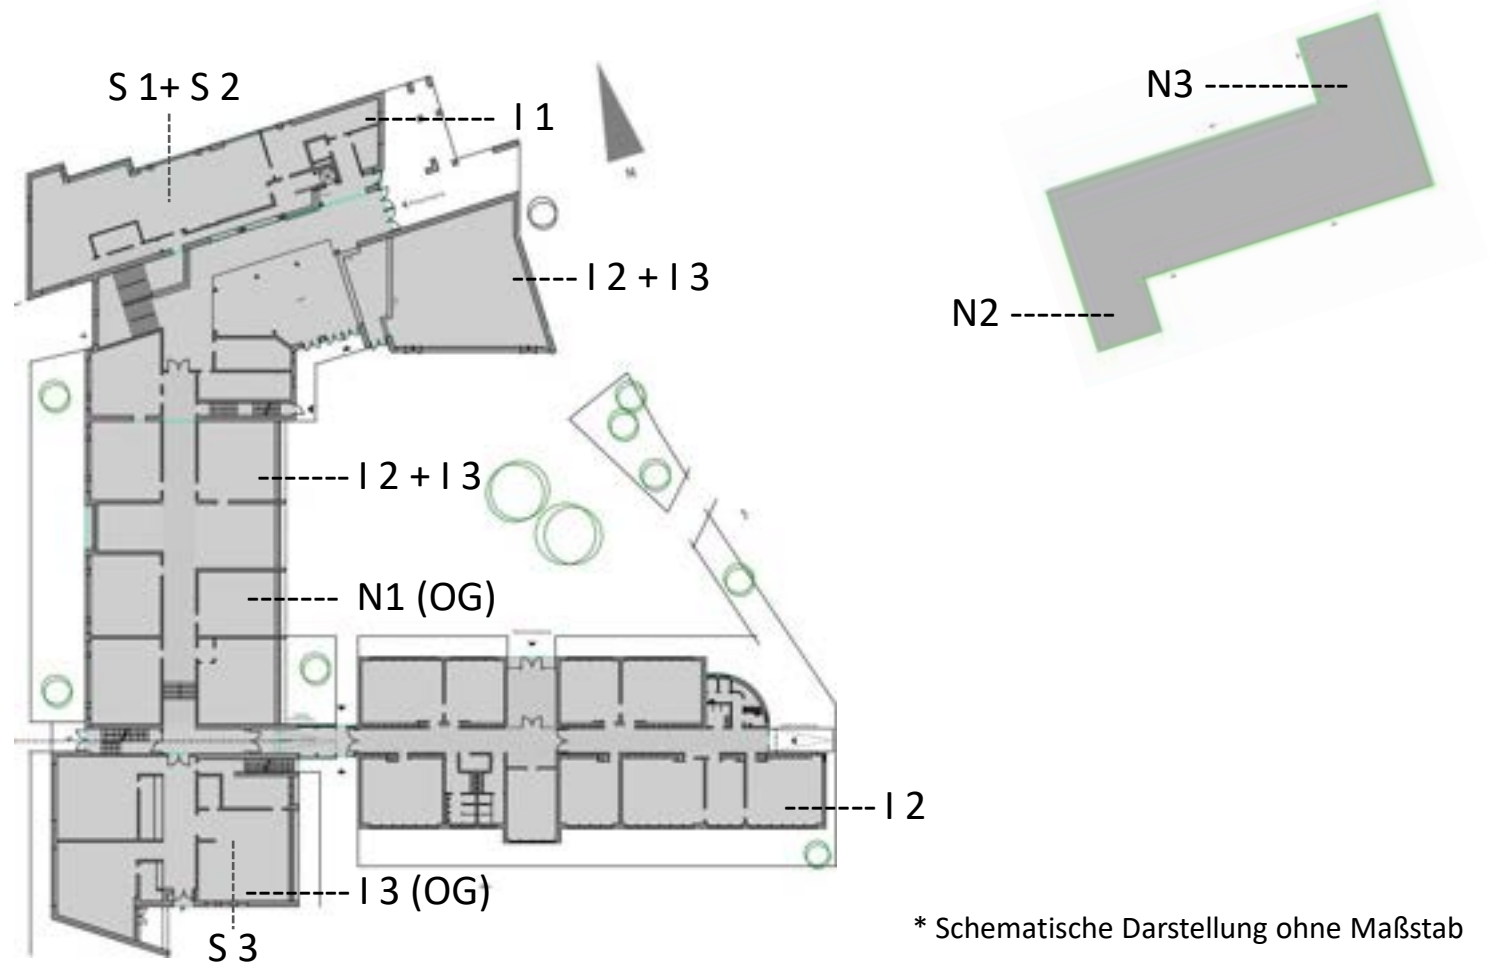 S 1+ S 2
I 1
N3
N
I 2 + I 3
N2
I 2 + I 3
N1 (OG)
I 2
I 3 (OG)
S 3
* Schematische Darstellung ohne Maßstab